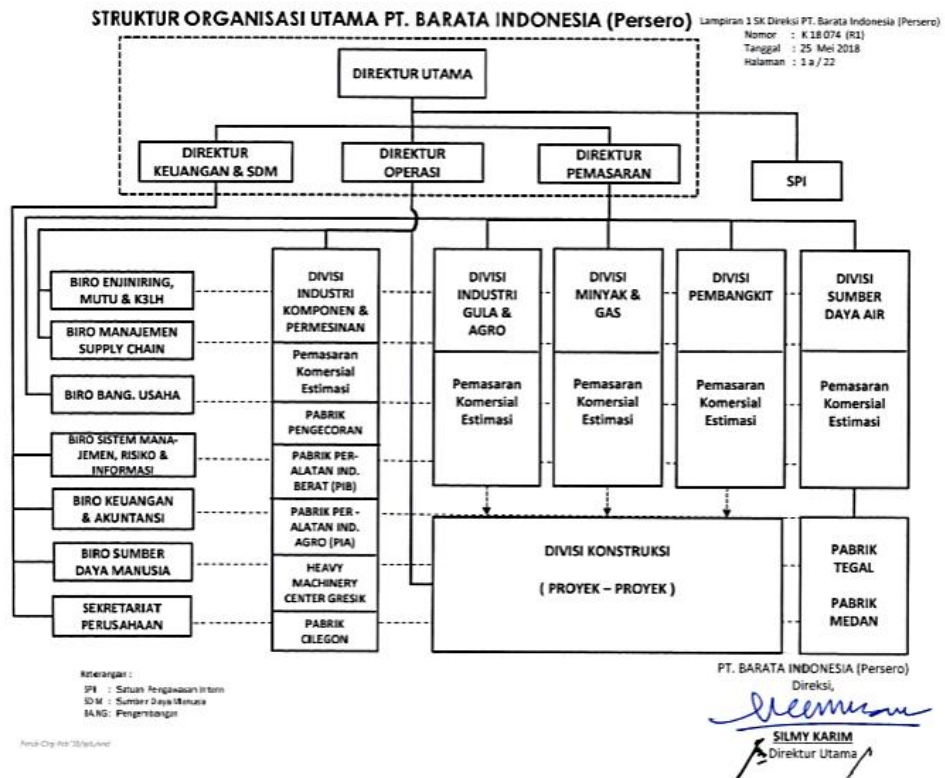 STRUKTUR ORGANISASI UTAMA PT. BARATA INDONESIA (Persero)
Lampiran 1 SK Direksi PT. Barata Indonesia (Persero)
Nomor : K 18 074 (R1)
Tanggal : 25 Mei 2018
Halaman : 1 a / 22
DIREKTUR UTAMA
DIREKTUR
KEUANGAN & SDM
DIREKTUR
OPERASI
DIREKTUR
PEMASARAN
SPI
BIRO ENJINIRING,
MUTU & K3LH
BIRO MANAJEMEN
SUPPLY CHAIN
BIRO BANG. USAHA
BIRO SISTEM MANA-
JEMEN, RISIKO &
INFORMASI
BIRO KEUANGAN
& AKUNTANSI
BIRO SUMBER
DAYA MANUSIA
SEKRETARIAT
PERUSAHAAN
DIVISI
INDUSTRI
KOMPONEN &
PERMESINAN
Pemasaran
Komersial
Estimasi
PABRIK
PENGECORAN
PABRIK PER-
ALATAN IND.
BERAT (PIB)
PABRIK PER -
ALATAN IND.
AGRO (PIA)
HEAVY
MACHINERY
CENTER GRESIK
PABRIK
CILEGON
DIVISI
INDUSTRI
GULA &
AGRO
Pemasaran
Komersial
Estimasi
DIVISI
MINYAK &
GAS
Pemasaran
Komersial
Estimasi
DIVISI
PEMBANGKIT
Pemasaran
Komersial
Estimasi
DIVISI
SUMBER
DAYA AIR
Pemasaran
Komersial
Estimasi
DIVISI KONSTRUKSI
( PROYEK – PROYEK )
PABRIK
TEGAL
PABRIK
MEDAN
Keterangan :
SPI : Satuan Pengawasan Intern
SDM : Sumber Daya Manusia
BANG: Pengembangan
PT. BARATA INDONESIA (Persero)
Direksi,
SILMY KARIM
Direktur Utama